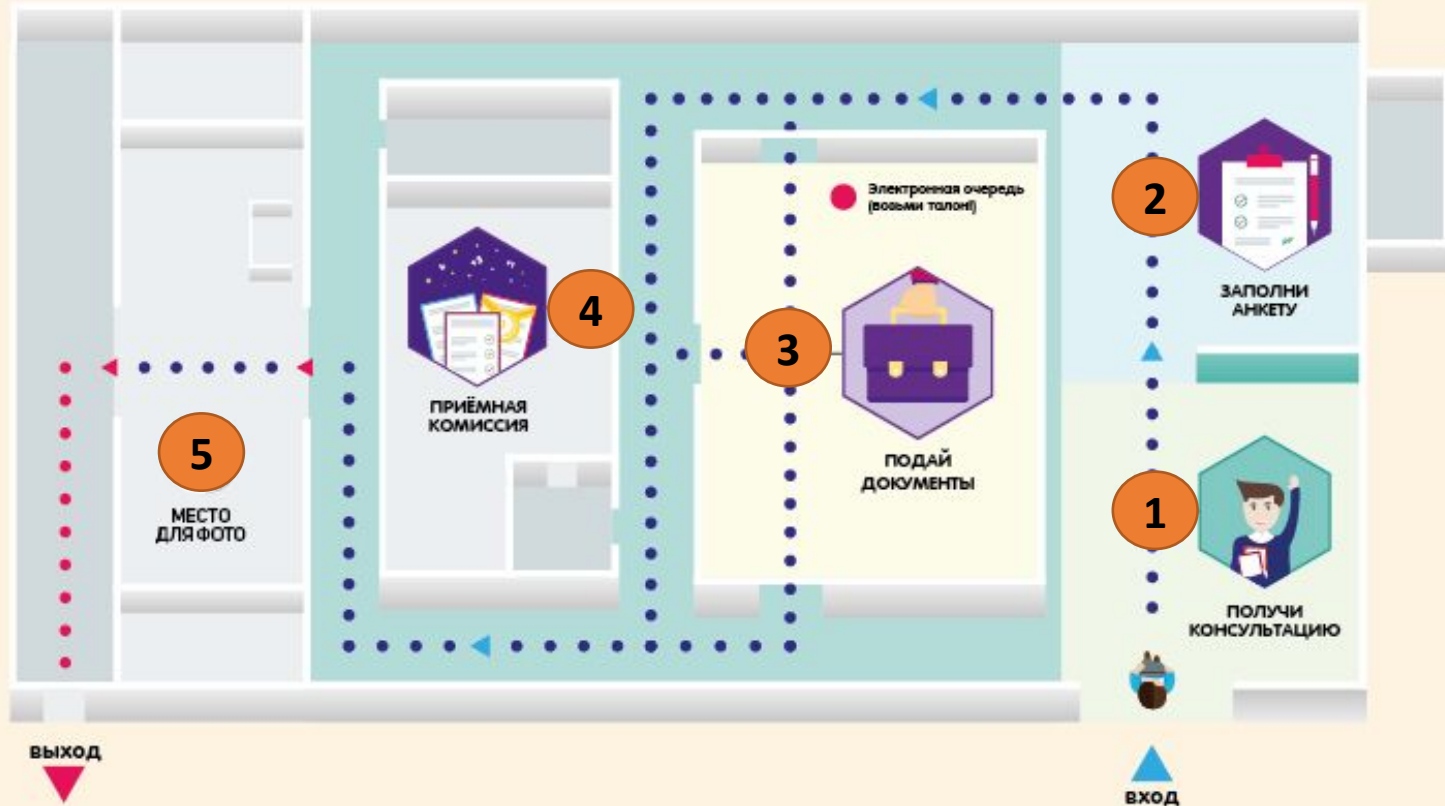 1
ПОЛУЧИ
КОНСУЛЬТАЦИЮ
2
ЗАПОЛНИ
АНКЕТУ
Электронная очередь
(возьми талон!)
3
ПОДАЙ
ДОКУМЕНТЫ
4
ПРИЁМНАЯ
КОМИССИЯ
5
МЕСТО
ДЛЯ ФОТО
ВЫХОД
ВХОД